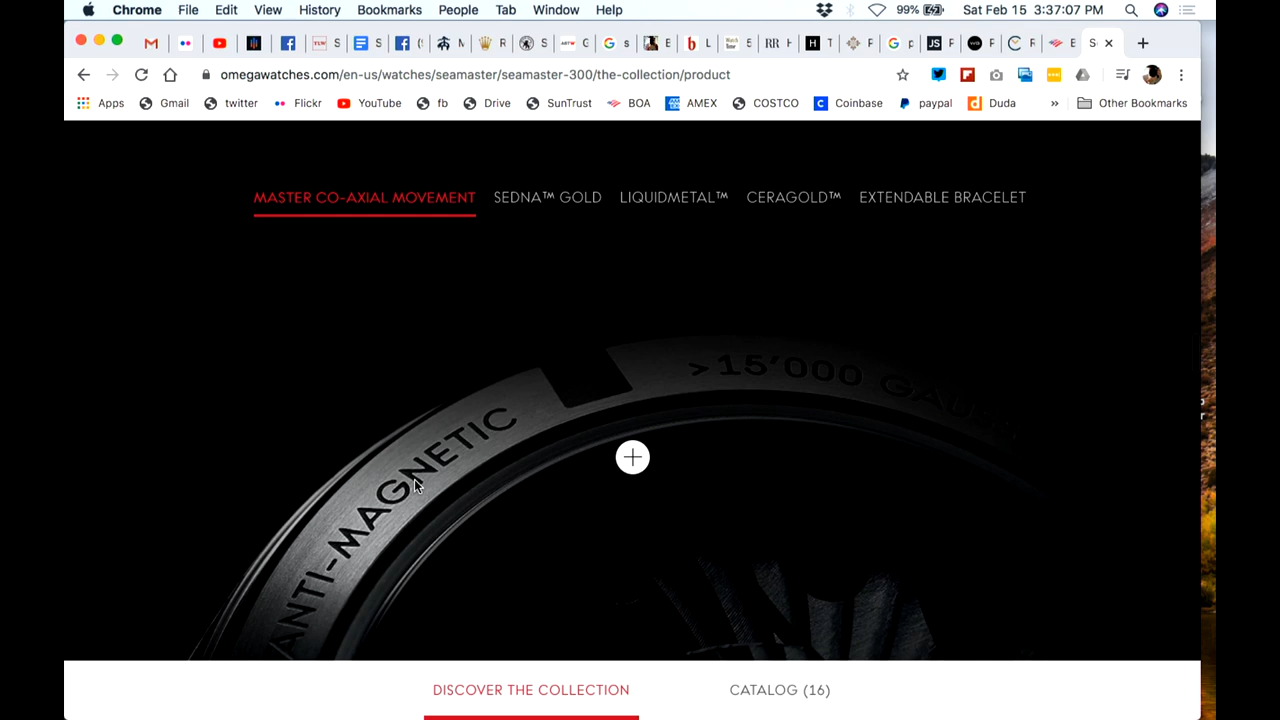 Chrome File Edit View History Bookmarks People Tab Window Help 99% Sat Feb 15 3:37:07 PM
omegawatches.com/en-us/watches/seamaster/seamaster-300/the-collection/product
Apps Gmail twitter Flickr YouTube fb Drive SunTrust BOA AMEX COSTCO Coinbase paypal Duda » Other Bookmarks
MASTER CO-AXIAL MOVEMENT SEDNA™ GOLD LIQUIDMETAL™ CERAGOLD™ EXTENDABLE BRACELET
ANTI-MAGNETIC >15'000 GAUSS
DISCOVER THE COLLECTION CATALOG (16)